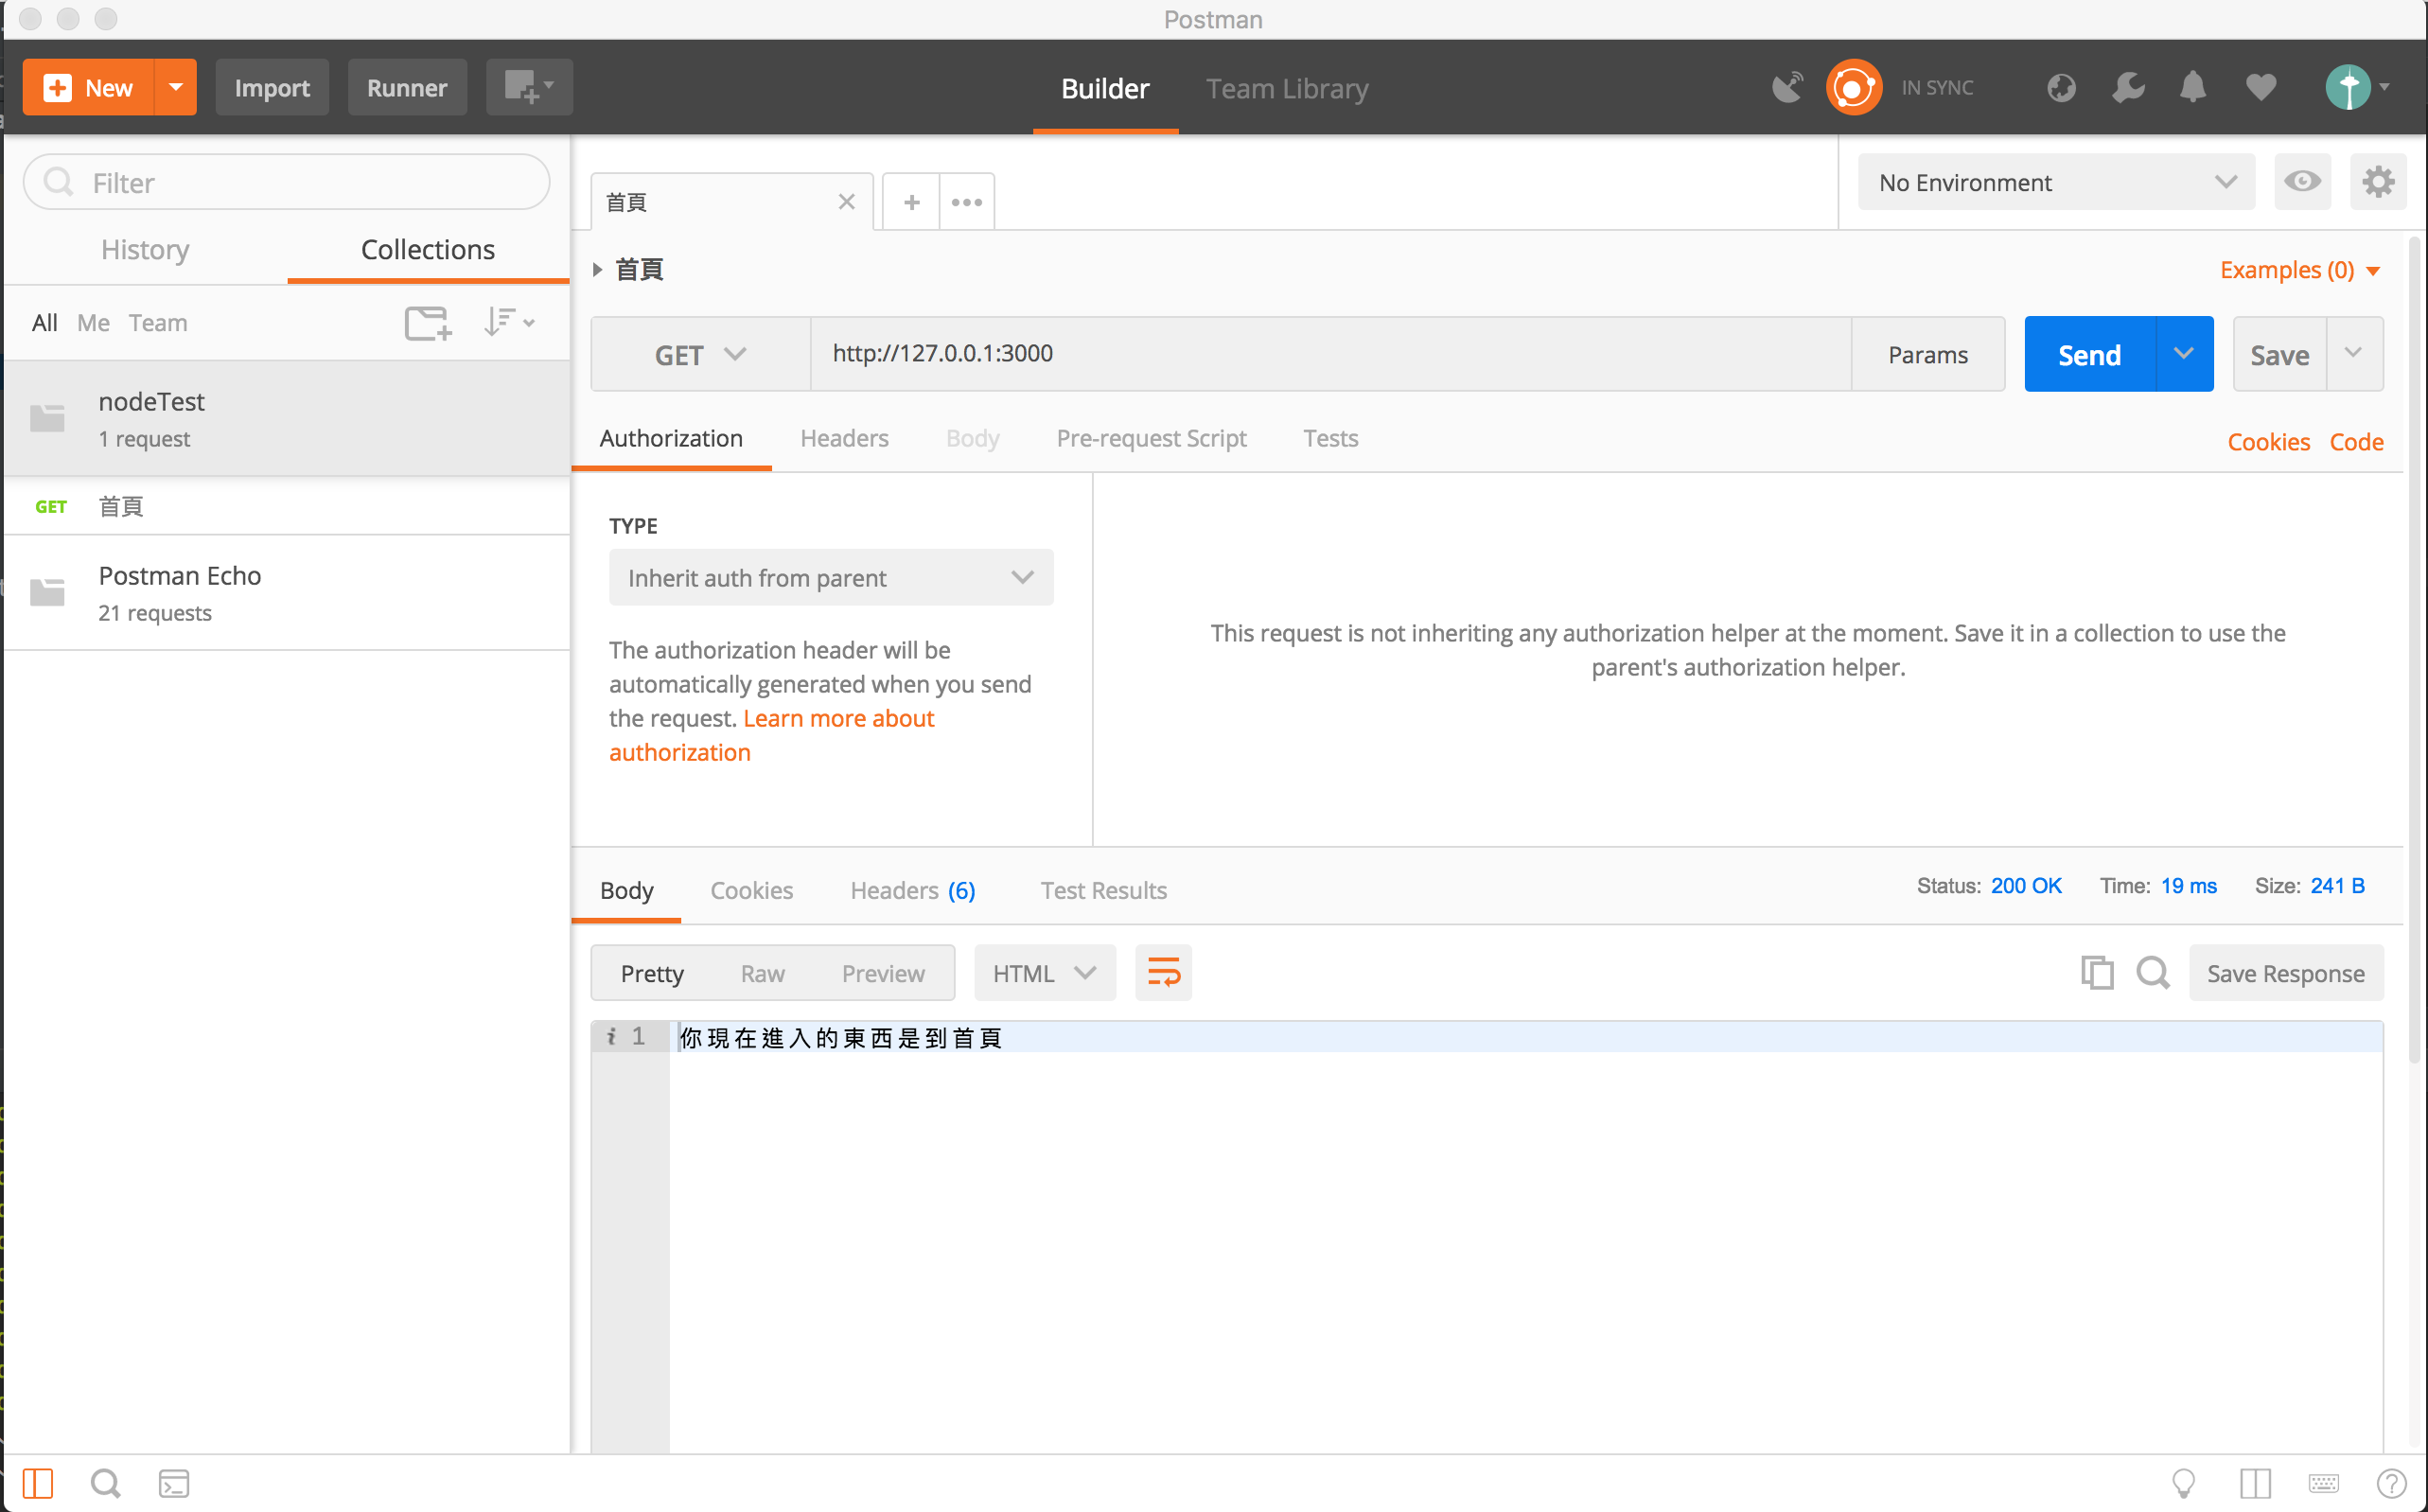 Postman
New
Import
Runner
Builder
Team Library
IN SYNC
Filter
History
Collections
All Me Team
nodeTest
1 request
GET 首頁
Postman Echo
21 requests
首頁
No Environment
首頁
Examples (0)
GET
http://127.0.0.1:3000
Params
Send
Save
Authorization
Headers
Body
Pre-request Script
Tests
Cookies
Code
TYPE
Inherit auth from parent
The authorization header will be
automatically generated when you send
the request. Learn more about
authorization
This request is not inheriting any authorization helper at the moment. Save it in a collection to use the
parent's authorization helper.
Body
Cookies
Headers (6)
Test Results
Status: 200 OK
Time: 19 ms
Size: 241 B
Pretty
Raw
Preview
HTML
Save Response
i 1
你現在進入的東西是到首頁